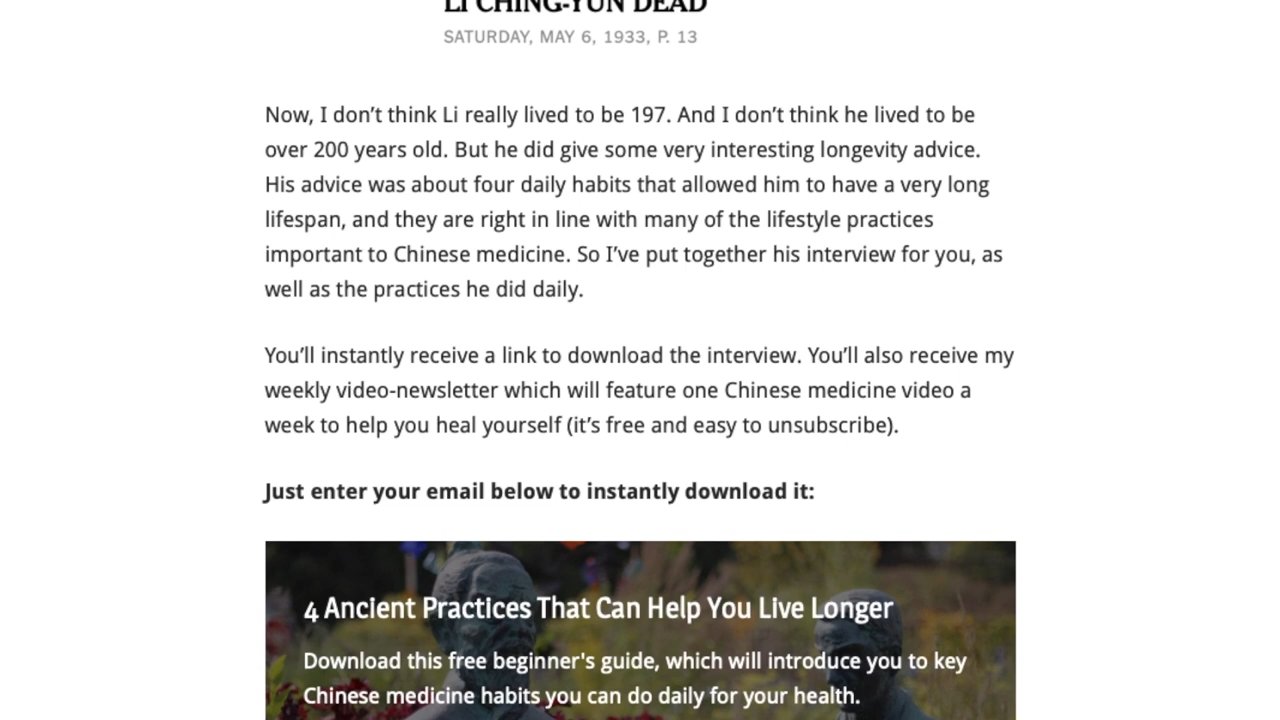 LI CHING-YUN DEAD
SATURDAY, MAY 6, 1933, P. 13
Now, I don’t think Li really lived to be 197. And I don’t think he lived to be
over 200 years old. But he did give some very interesting longevity advice.
His advice was about four daily habits that allowed him to have a very long
lifespan, and they are right in line with many of the lifestyle practices
important to Chinese medicine. So I’ve put together his interview for you, as
well as the practices he did daily.
You’ll instantly receive a link to download the interview. You’ll also receive my
weekly video-newsletter which will feature one Chinese medicine video a
week to help you heal yourself (it’s free and easy to unsubscribe).
Just enter your email below to instantly download it:
4 Ancient Practices That Can Help You Live Longer
Download this free beginner's guide, which will introduce you to key
Chinese medicine habits you can do daily for your health.